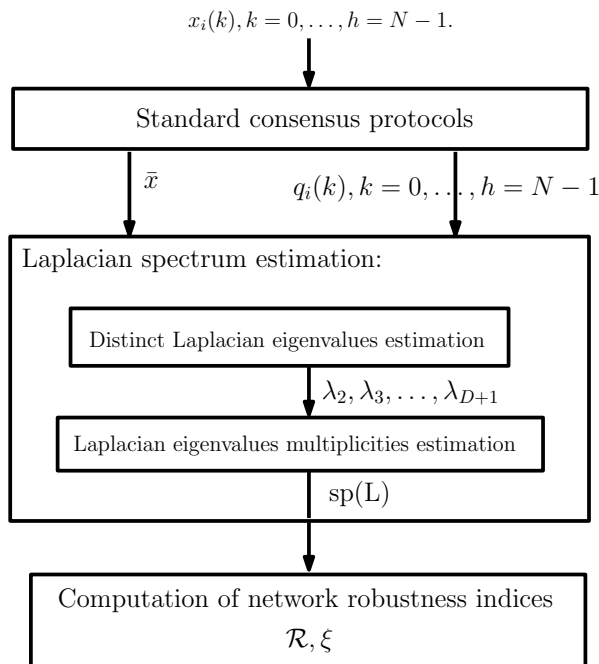 x_i(k), k = 0, . . . , h = N − 1.
Standard consensus protocols
x̄
q_i(k), k = 0, . . . , h = N − 1
Laplacian spectrum estimation:
Distinct Laplacian eigenvalues estimation
λ_2, λ_3, . . . , λ_{D+1}
Laplacian eigenvalues multiplicities estimation
sp(L)
Computation of network robustness indices
ℛ, ξ